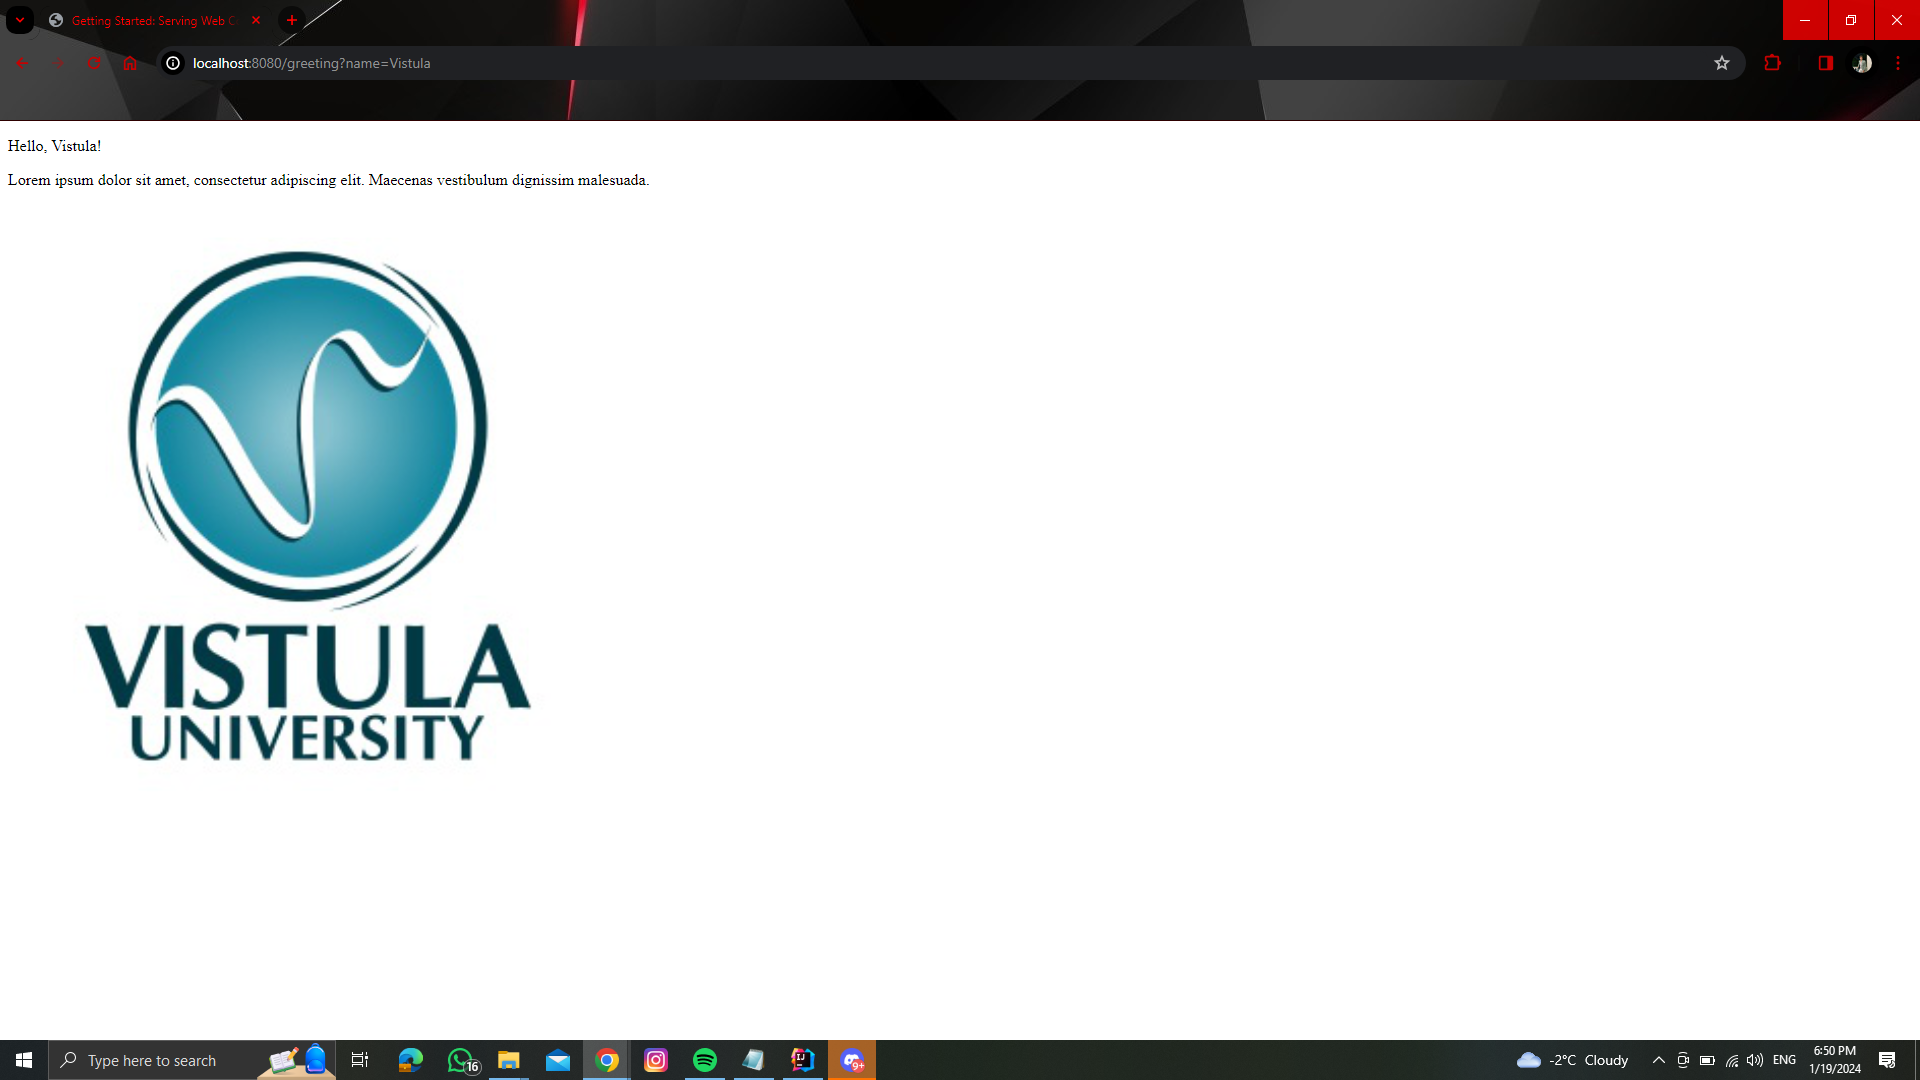 Getting Started: Serving Web C
localhost:8080/greeting?name=Vistula
Hello, Vistula!
Lorem ipsum dolor sit amet, consectetur adipiscing elit. Maecenas vestibulum dignissim malesuada.
VISTULA
UNIVERSITY
Type here to search
16
IJ
9+
-2°C Cloudy
ENG
6:50 PM
1/19/2024